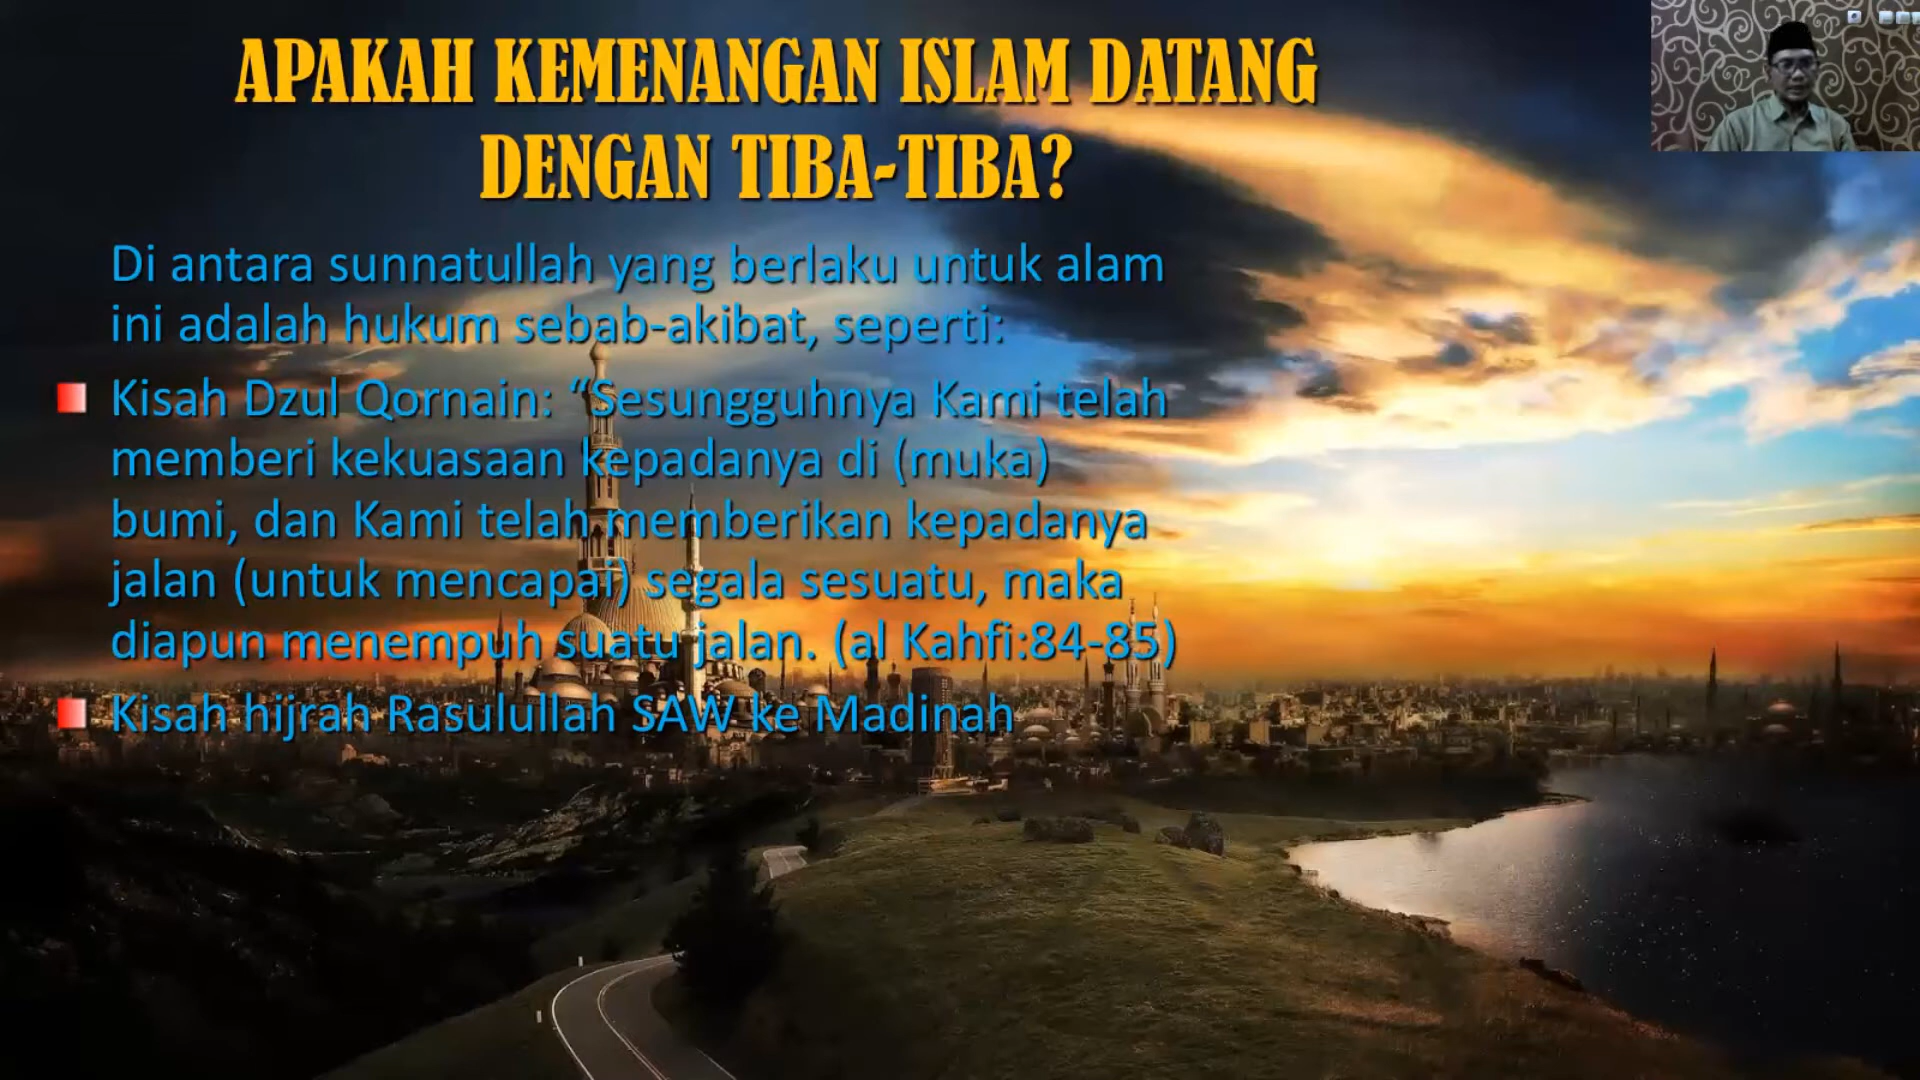 APAKAH KEMENANGAN ISLAM DATANG
DENGAN TIBA-TIBA?
Di antara sunnatullah yang berlaku untuk alam
ini adalah hukum sebab-akibat, seperti:
Kisah Dzul Qornain: “Sesungguhnya Kami telah
memberi kekuasaan kepadanya di (muka)
bumi, dan Kami telah memberikan kepadanya
jalan (untuk mencapai) segala sesuatu, maka
diapun menempuh suatu jalan. (al Kahfi:84-85)
Kisah hijrah Rasulullah SAW ke Madinah